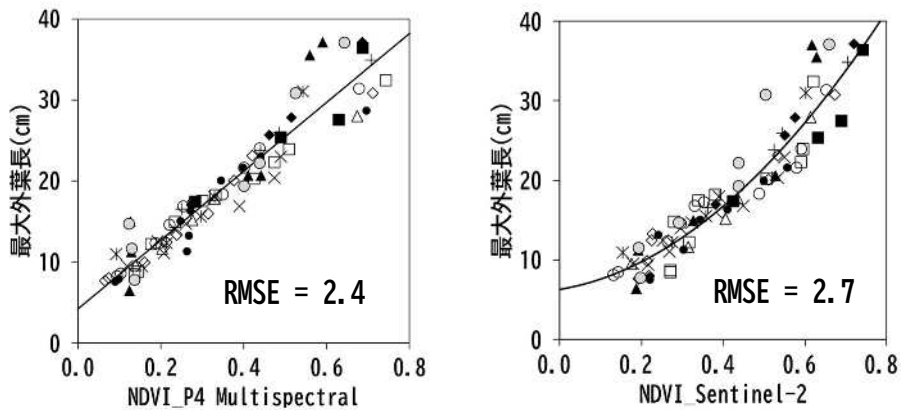 40
30
20
10
0
最大外葉長(cm)
RMSE = 2.4
0.0 0.2 0.4 0.6 0.8
NDVI_P4 Multispectral
40
30
20
10
0
最大外葉長(cm)
RMSE = 2.7
0.0 0.2 0.4 0.6 0.8
NDVI_Sentinel-2